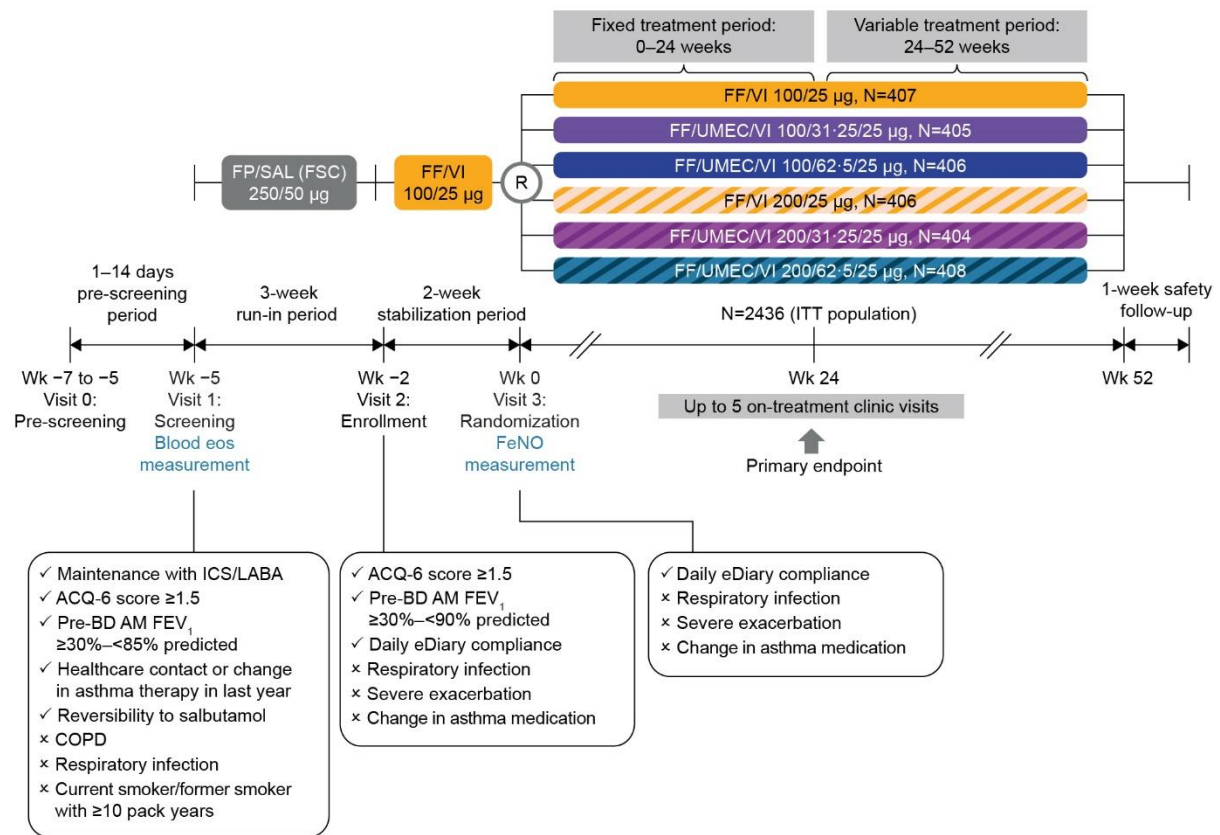 Fixed treatment period:
0–24 weeks
Variable treatment period:
24–52 weeks
FF/VI 100/25 µg, N=407
FF/UMEC/VI 100/31·25/25 µg, N=405
FF/UMEC/VI 100/62·5/25 µg, N=406
FF/VI 200/25 µg, N=406
FF/UMEC/VI 200/31·25/25 µg, N=404
FF/UMEC/VI 200/62·5/25 µg, N=408
FP/SAL (FSC)
250/50 µg
FF/VI
100/25 µg
R
1–14 days
pre-screening
period
3-week
run-in period
2-week
stabilization period
N=2436 (ITT population)
1-week safety
follow-up
Wk −7 to −5
Visit 0:
Pre-screening
Wk −5
Visit 1:
Screening
Blood eos
measurement
Wk −2
Visit 2:
Enrollment
Wk 0
Visit 3:
Randomization
FeNO
measurement
Wk 24
Up to 5 on-treatment clinic visits
Primary endpoint
Wk 52
✓ Maintenance with ICS/LABA
✓ ACQ-6 score ≥1.5
✓ Pre-BD AM FEV₁
≥30%–<85% predicted
✓ Healthcare contact or change
in asthma therapy in last year
✓ Reversibility to salbutamol
× COPD
× Respiratory infection
× Current smoker/former smoker
with ≥10 pack years
✓ ACQ-6 score ≥1.5
✓ Pre-BD AM FEV₁
≥30%–<90% predicted
✓ Daily eDiary compliance
× Respiratory infection
× Severe exacerbation
× Change in asthma medication
✓ Daily eDiary compliance
× Respiratory infection
× Severe exacerbation
× Change in asthma medication